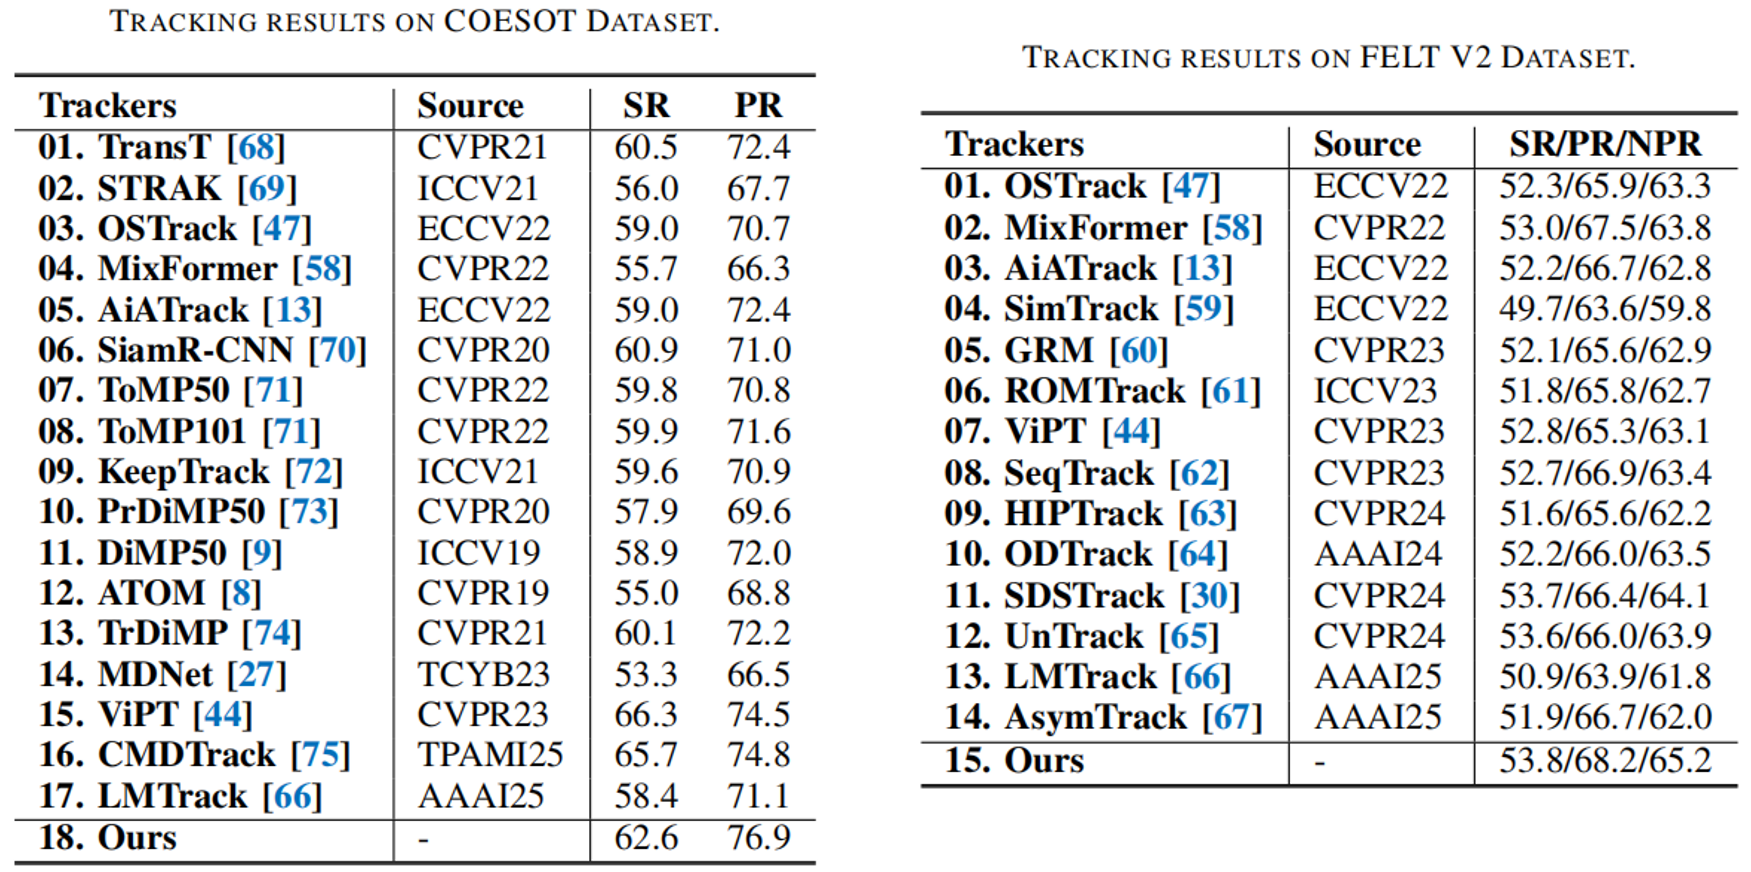 TRACKING RESULTS ON COESOT DATASET.
Trackers Source SR PR
01. TransT [68] CVPR21 60.5 72.4
02. STRAK [69] ICCV21 56.0 67.7
03. OSTrack [47] ECCV22 59.0 70.7
04. MixFormer [58] CVPR22 55.7 66.3
05. AiATrack [13] ECCV22 59.0 72.4
06. SiamR-CNN [70] CVPR20 60.9 71.0
07. ToMP50 [71] CVPR22 59.8 70.8
08. ToMP101 [71] CVPR22 59.9 71.6
09. KeepTrack [72] ICCV21 59.6 70.9
10. PrDiMP50 [73] CVPR20 57.9 69.6
11. DiMP50 [9] ICCV19 58.9 72.0
12. ATOM [8] CVPR19 55.0 68.8
13. TrDiMP [74] CVPR21 60.1 72.2
14. MDNet [27] TCYB23 53.3 66.5
15. ViPT [44] CVPR23 66.3 74.5
16. CMDTrack [75] TPAMI25 65.7 74.8
17. LMTrack [66] AAAI25 58.4 71.1
18. Ours - 62.6 76.9
TRACKING RESULTS ON FELT V2 DATASET.
Trackers Source SR/PR/NPR
01. OSTrack [47] ECCV22 52.3/65.9/63.3
02. MixFormer [58] CVPR22 53.0/67.5/63.8
03. AiATrack [13] ECCV22 52.2/66.7/62.8
04. SimTrack [59] ECCV22 49.7/63.6/59.8
05. GRM [60] CVPR23 52.1/65.6/62.9
06. ROMTrack [61] ICCV23 51.8/65.8/62.7
07. ViPT [44] CVPR23 52.8/65.3/63.1
08. SeqTrack [62] CVPR23 52.7/66.9/63.4
09. HIPTrack [63] CVPR24 51.6/65.6/62.2
10. ODTrack [64] AAAI24 52.2/66.0/63.5
11. SDSTrack [30] CVPR24 53.7/66.4/64.1
12. UnTrack [65] CVPR24 53.6/66.0/63.9
13. LMTrack [66] AAAI25 50.9/63.9/61.8
14. AsymTrack [67] AAAI25 51.9/66.7/62.0
15. Ours - 53.8/68.2/65.2